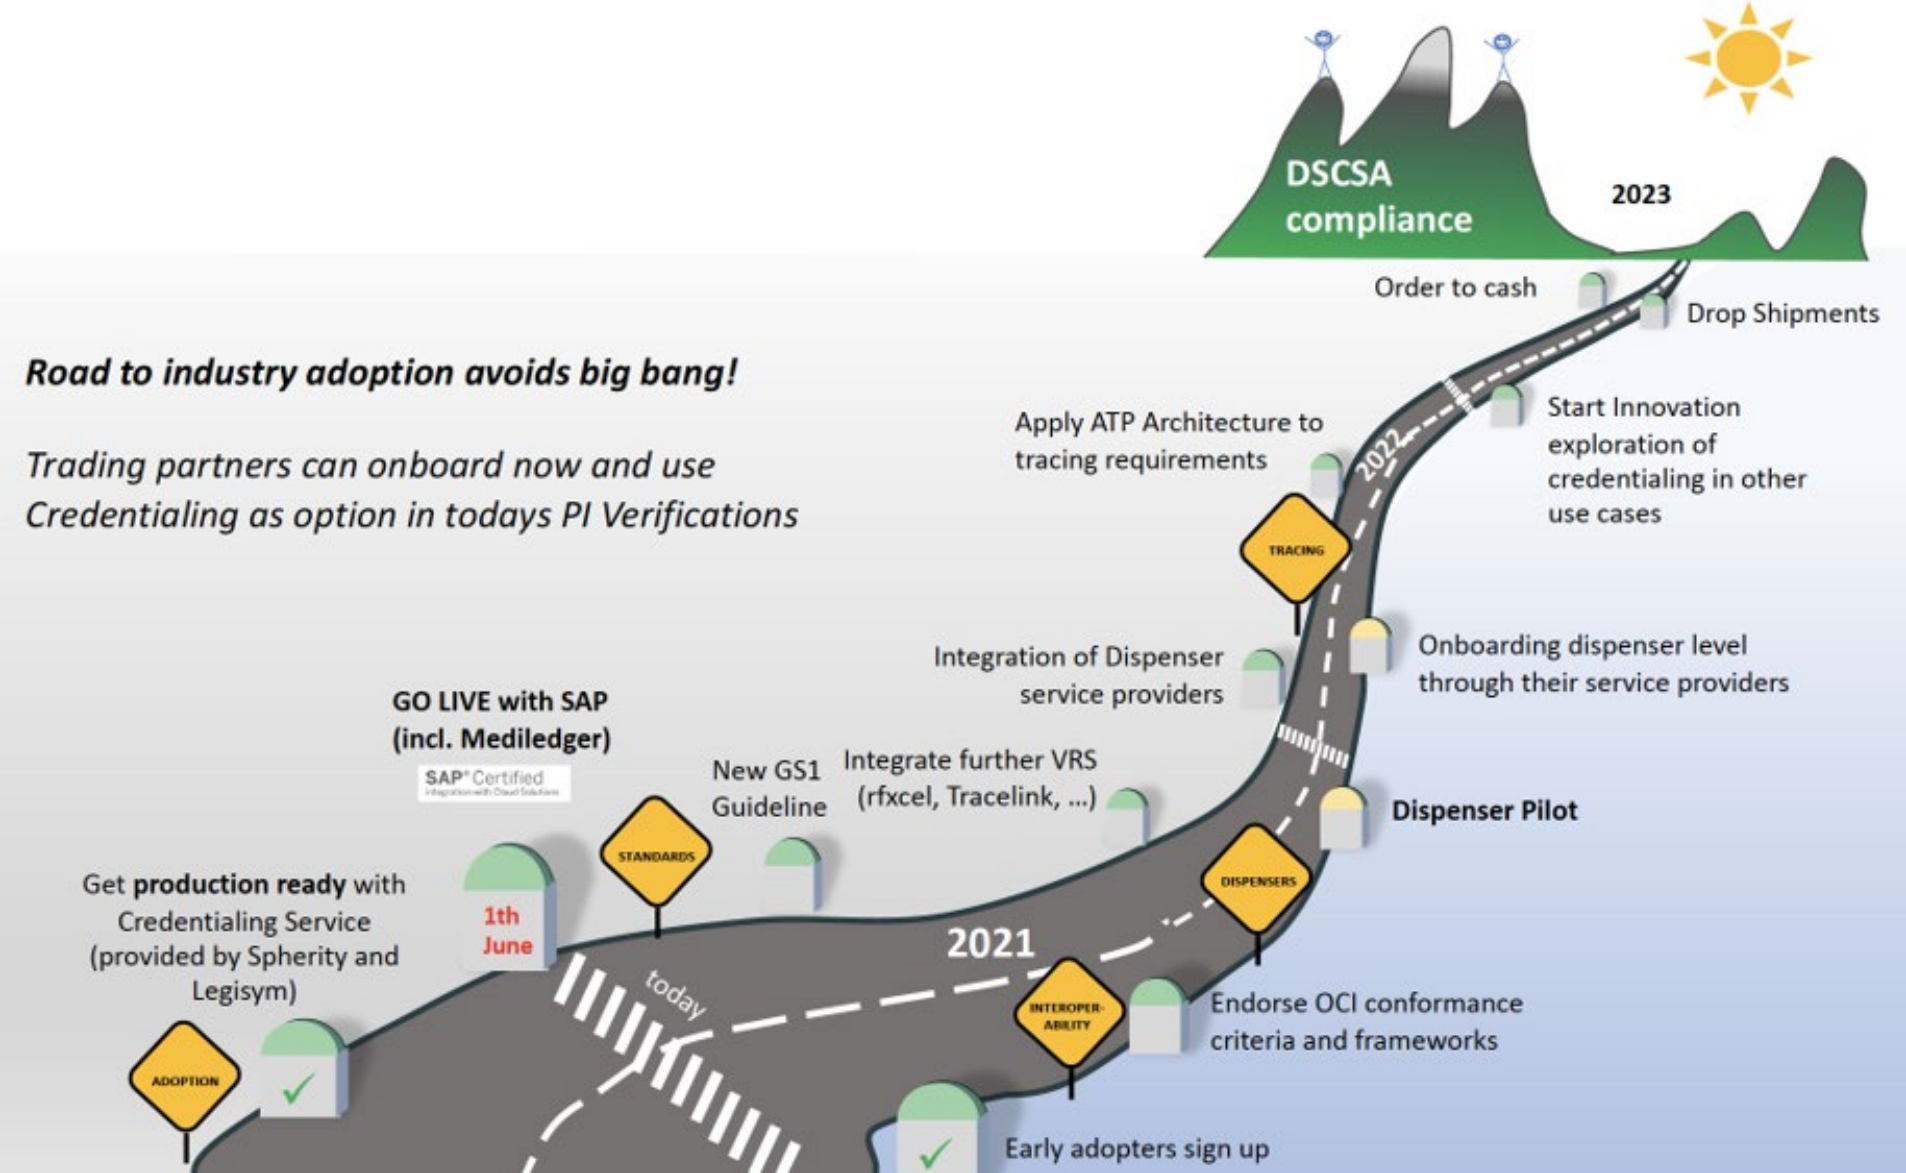 DSCSA
compliance
2023
Order to cash
Drop Shipments
Road to industry adoption avoids big bang!
Trading partners can onboard now and use
Credentialing as option in todays PI Verifications
Apply ATP Architecture to
tracing requirements
2022
Start Innovation
exploration of
credentialing in other
use cases
TRACING
Integration of Dispenser
service providers
Onboarding dispenser level
through their service providers
GO LIVE with SAP
(incl. Mediledger)
SAP® Certified
Integration with Cloud Solutions
New GS1
Guideline
Integrate further VRS
(rfxcel, Tracelink, ...)
Dispenser Pilot
STANDARDS
DISPENSERS
Get production ready with
Credentialing Service
(provided by Spherity and
Legisym)
1th
June
2021
today
INTEROPER-
ABILITY
Endorse OCI conformance
criteria and frameworks
ADOPTION
Early adopters sign up